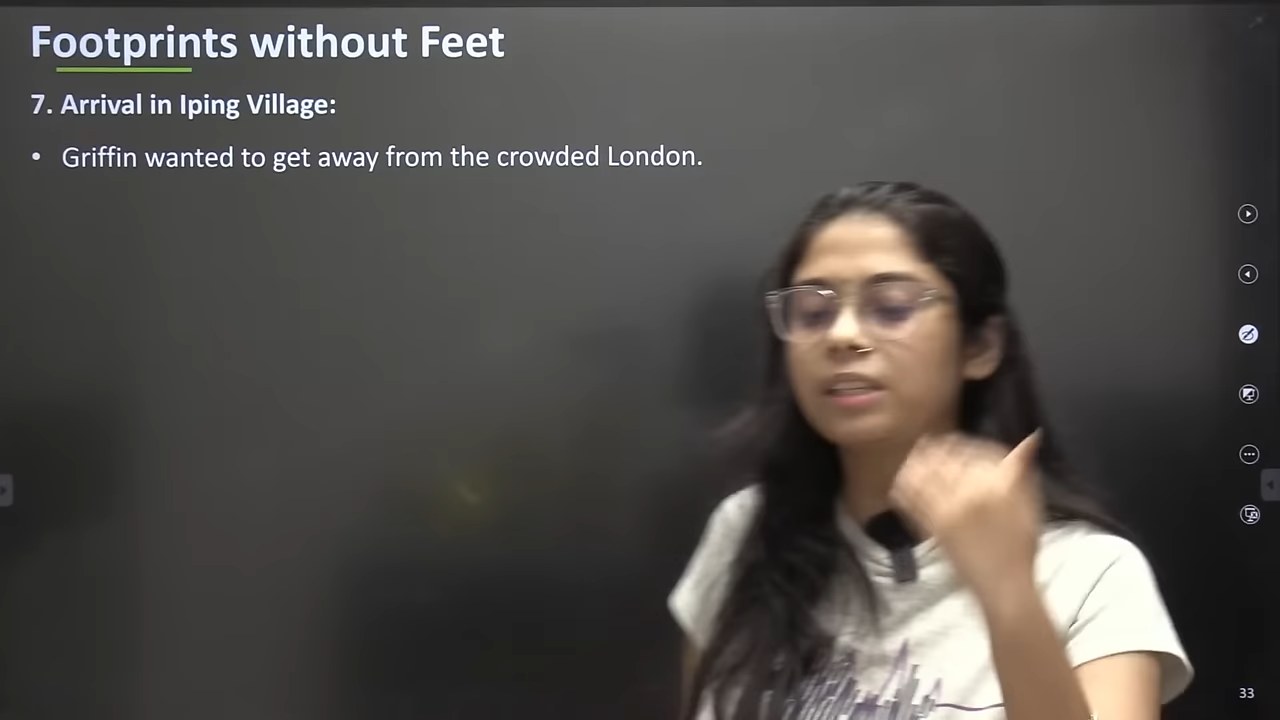 Footprints without Feet
7. Arrival in Iping Village:
• Griffin wanted to get away from the crowded London.
33